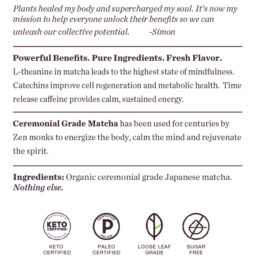 Plants healed my body and supercharged my soul. It's now my
mission to help everyone unlock their benefits so we can
unleash our collective potential. -Simon
Powerful Benefits. Pure Ingredients. Fresh Flavor.
L-theanine in matcha leads to the highest state of mindfulness.
Catechins improve cell regeneration and metabolic health. Time
release caffeine provides calm, sustained energy.
Ceremonial Grade Matcha has been used for centuries by
Zen monks to energize the body, calm the mind and rejuvenate
the spirit.
Ingredients: Organic ceremonial grade Japanese matcha.
Nothing else.
KETO
CERTIFIED
P
KETO
CERTIFIED
PALEO
CERTIFIED
LOOSE LEAF
GRADE
SUGAR
FREE